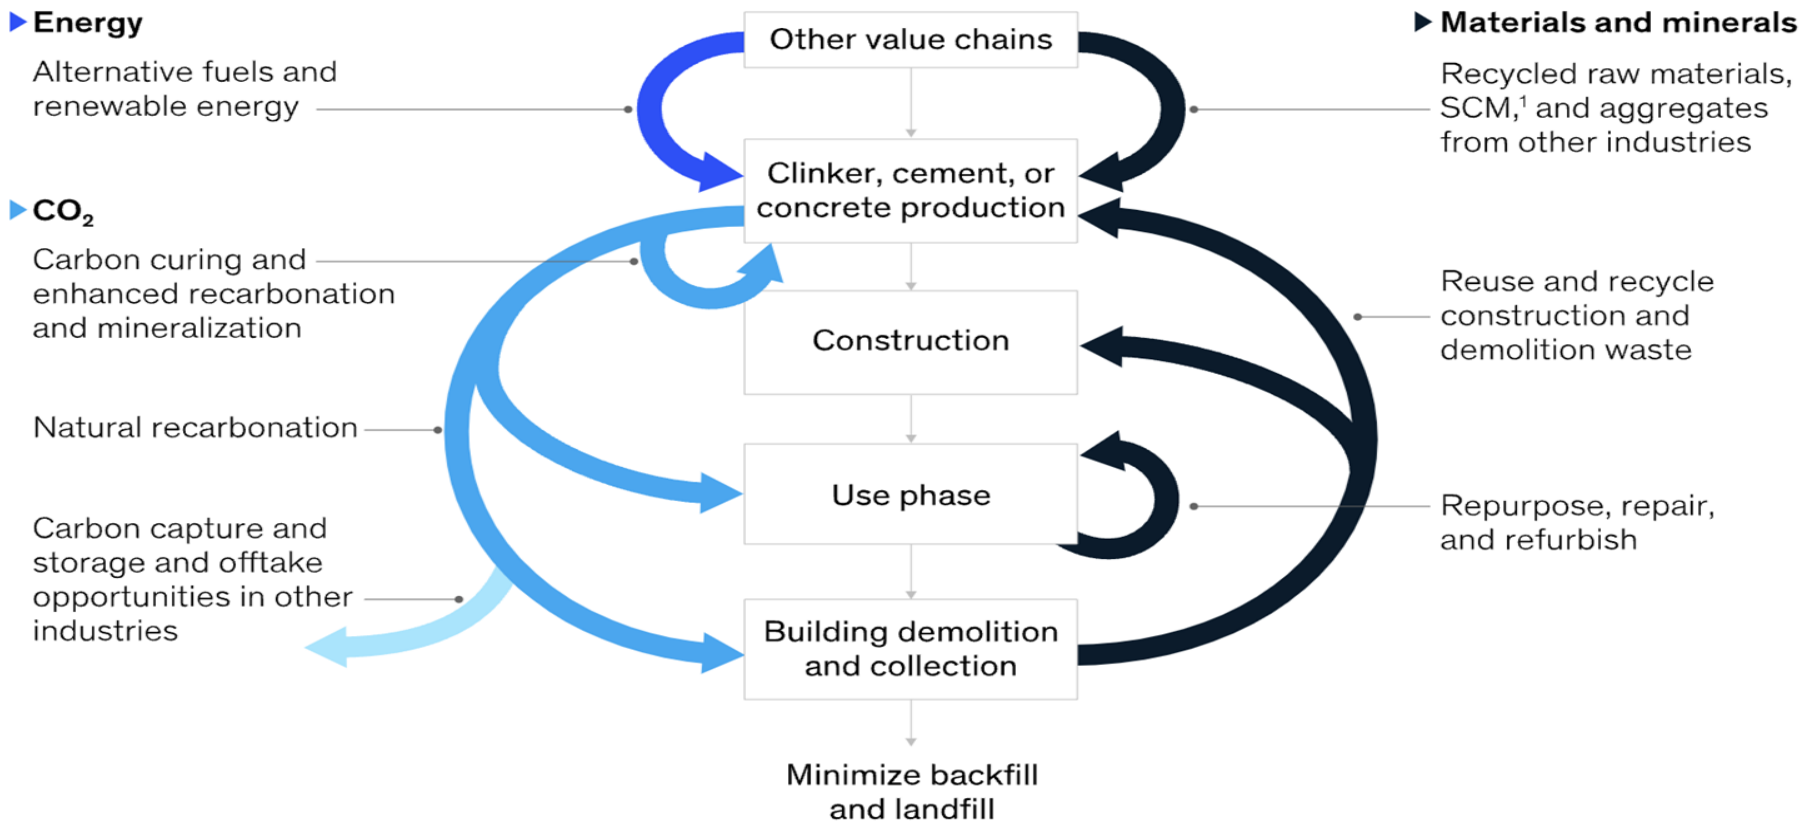 Energy
Alternative fuels and
renewable energy
CO₂
Carbon curing and
enhanced recarbonation
and mineralization
Natural recarbonation
Carbon capture and
storage and offtake
opportunities in other
industries
Other value chains
Clinker, cement, or
concrete production
Construction
Use phase
Building demolition
and collection
Minimize backfill
and landfill
Materials and minerals
Recycled raw materials,
SCM,¹ and aggregates
from other industries
Reuse and recycle
construction and
demolition waste
Repurpose, repair,
and refurbish